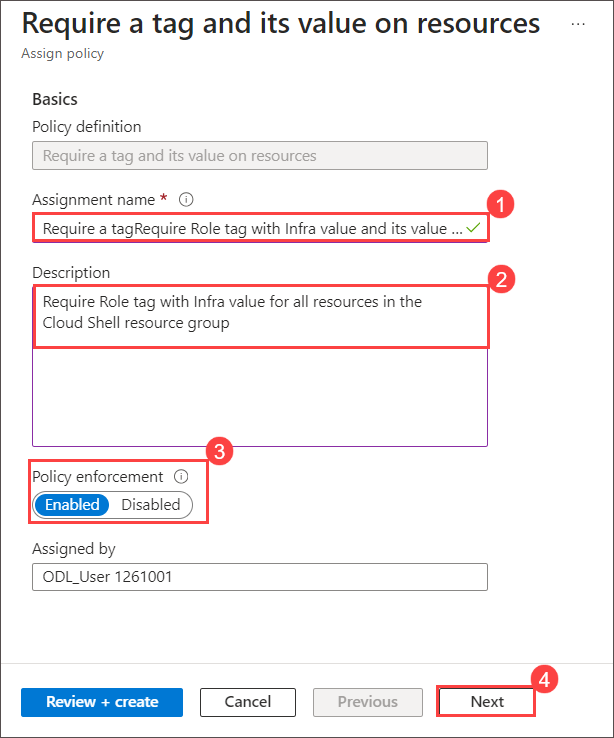 Require a tag and its value on resources ...
Assign policy
Basics
Policy definition
Require a tag and its value on resources
Assignment name *
1
Require a tagRequire Role tag with Infra value and its value ...
Description
2
Require Role tag with Infra value for all resources in the
Cloud Shell resource group
3
Policy enforcement
Enabled Disabled
Assigned by
ODL_User 1261001
4
Review + create Cancel Previous Next